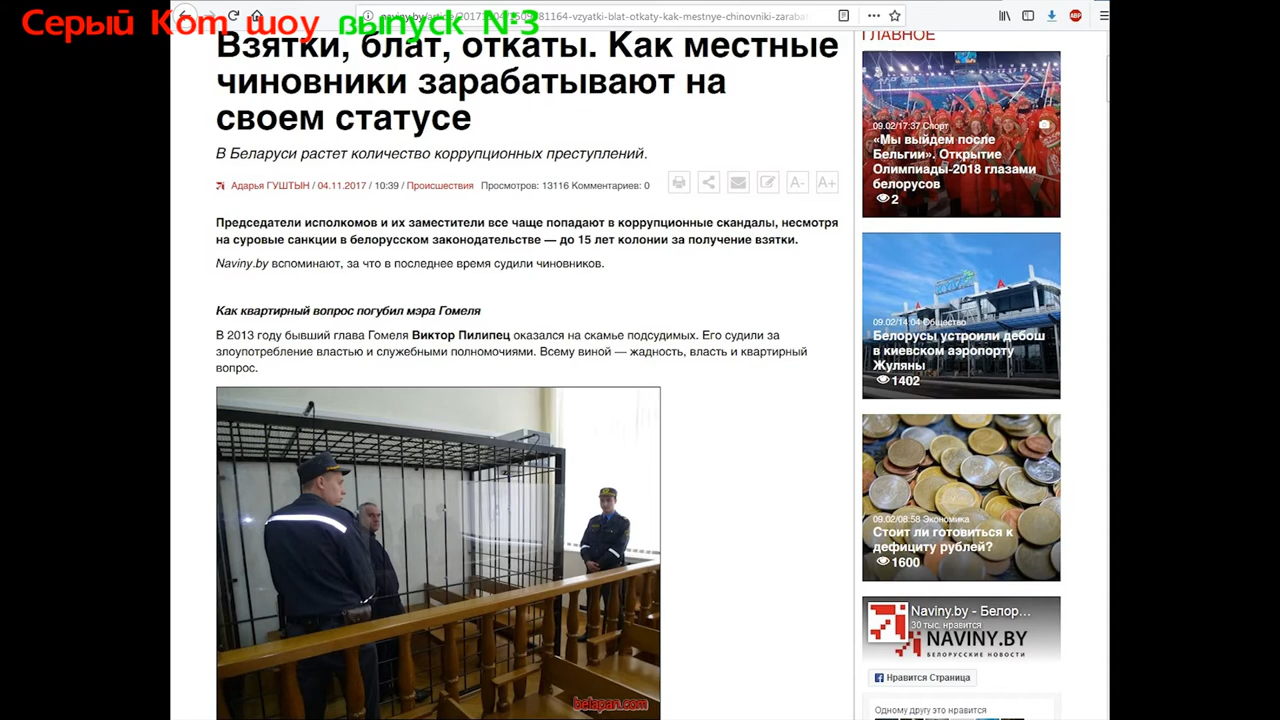 Серый Кот шоу выпуск №3
Взятки, блат, откаты. Как местные
чиновники зарабатывают на
своем статусе
В Беларуси растет количество коррупционных преступлений.
Адарья ГУШТЫН / 04.11.2017 / 10:39 / Происшествия Просмотров: 13116 Комментариев: 0
A- A+
Председатели исполкомов и их заместители все чаще попадают в коррупционные скандалы, несмотря
на суровые санкции в белорусском законодательстве — до 15 лет колонии за получение взятки.
Naviny.by вспоминают, за что в последнее время судили чиновников.
Как квартирный вопрос погубил мэра Гомеля
В 2013 году бывший глава Гомеля Виктор Пилипец оказался на скамье подсудимых. Его судили за
злоупотребление властью и служебными полномочиями. Всему виной — жадность, власть и квартирный
вопрос.
belapan.com
ГЛАВНОЕ
09.02/17:37 Спорт
«Мы выйдем после
Бельгии». Открытие
Олимпиады-2018 глазами
белорусов
2
09.02/14:04 Общество
Белорусы устроили дебош
в киевском аэропорту
Жуляны
1402
09.02/08:58 Экономика
Стоит ли готовиться к
дефициту рублей?
1600
Naviny.by - Белор...
30 тыс. нравится
NAVINY.BY
БЕЛОРУССКИЕ НОВОСТИ
Нравится Страница
Одному другу это нравится